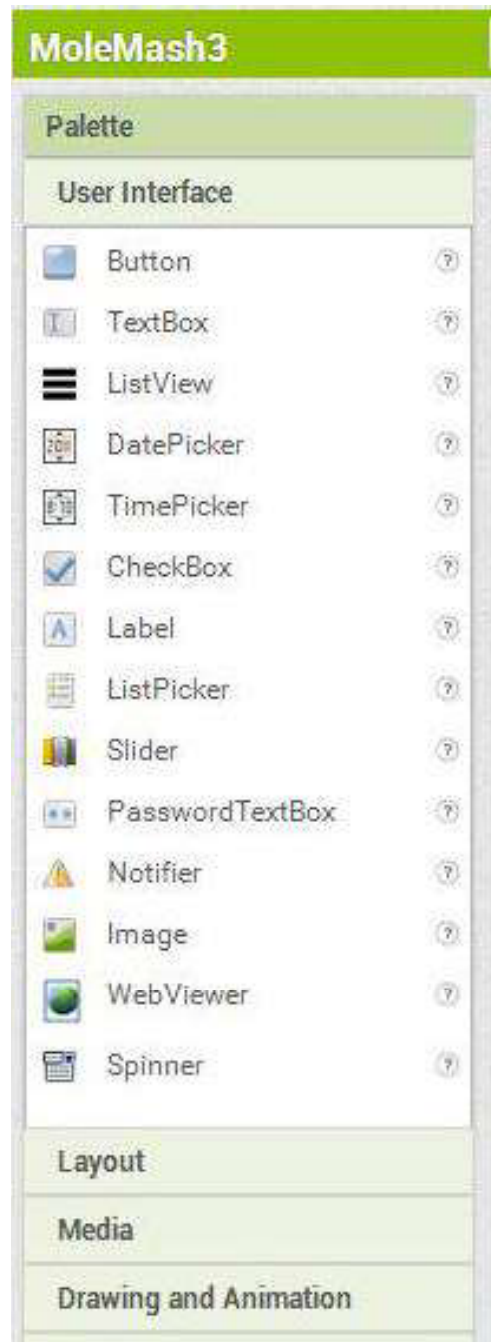 MoleMash3
Palette
User Interface
Button ?
TextBox ?
ListView ?
DatePicker ?
TimePicker ?
CheckBox ?
Label ?
ListPicker ?
Slider ?
PasswordTextBox ?
Notifier ?
Image ?
WebViewer ?
Spinner ?
Layout
Media
Drawing and Animation